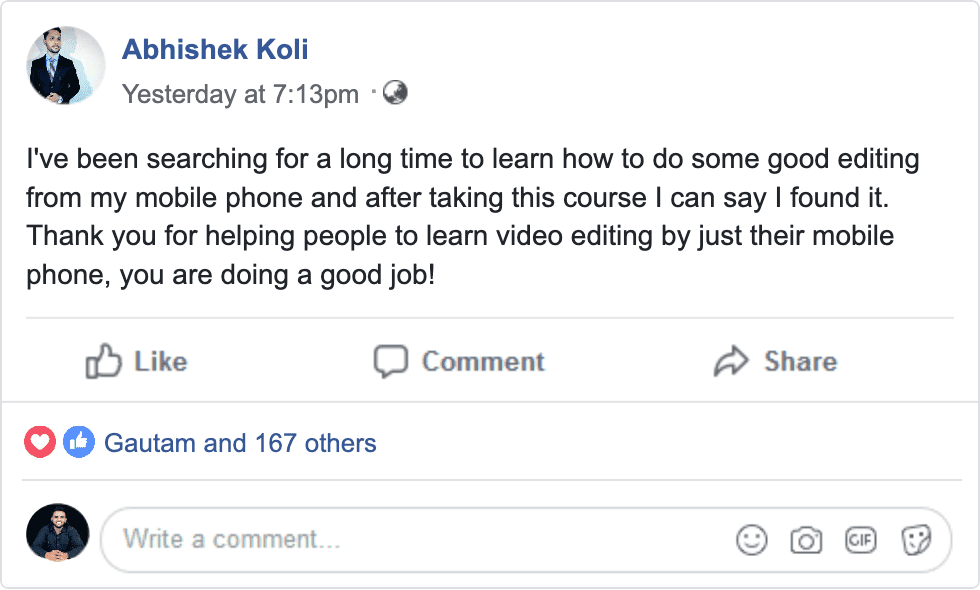 Abhishek Koli
Yesterday at 7:13pm ·
I've been searching for a long time to learn how to do some good editing
from my mobile phone and after taking this course I can say I found it.
Thank you for helping people to learn video editing by just their mobile
phone, you are doing a good job!
Like Comment Share
Gautam and 167 others
Write a comment...
GIF